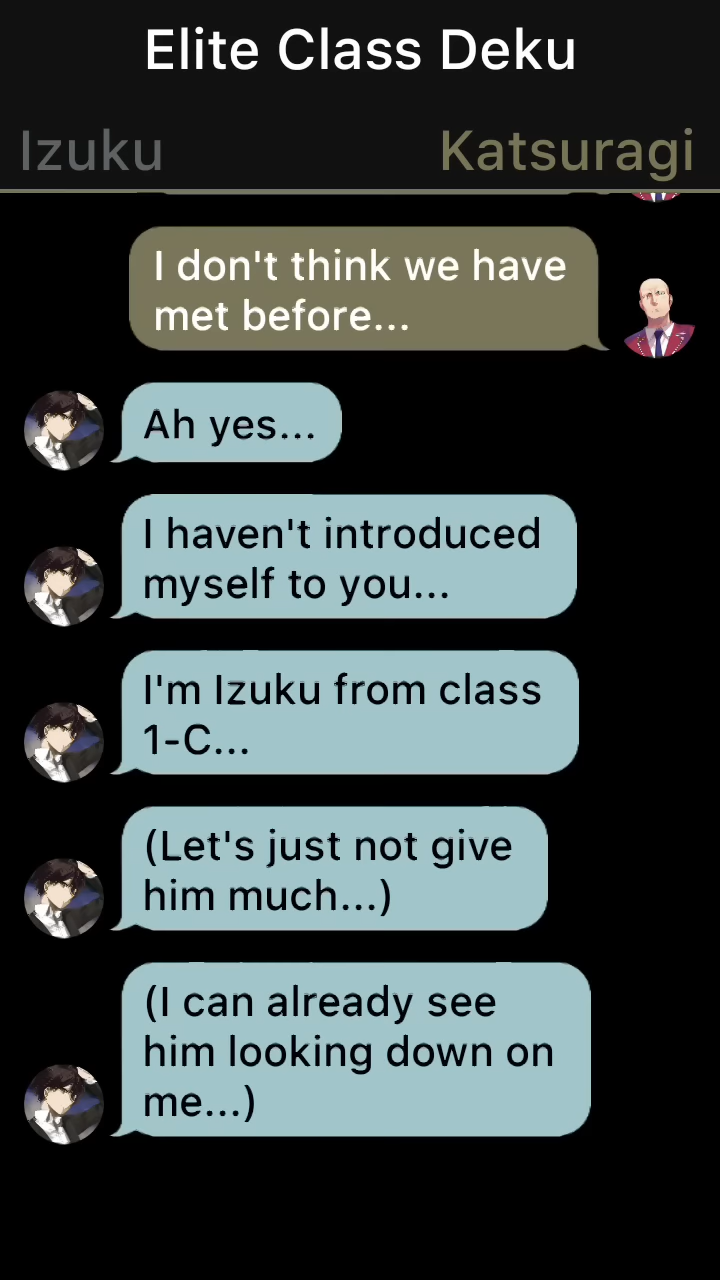 Elite Class Deku
Izuku
Katsuragi
I don't think we have
met before...
Ah yes...
I haven't introduced
myself to you...
I'm Izuku from class
1-C...
(Let's just not give
him much...)
(I can already see
him looking down on
me...)